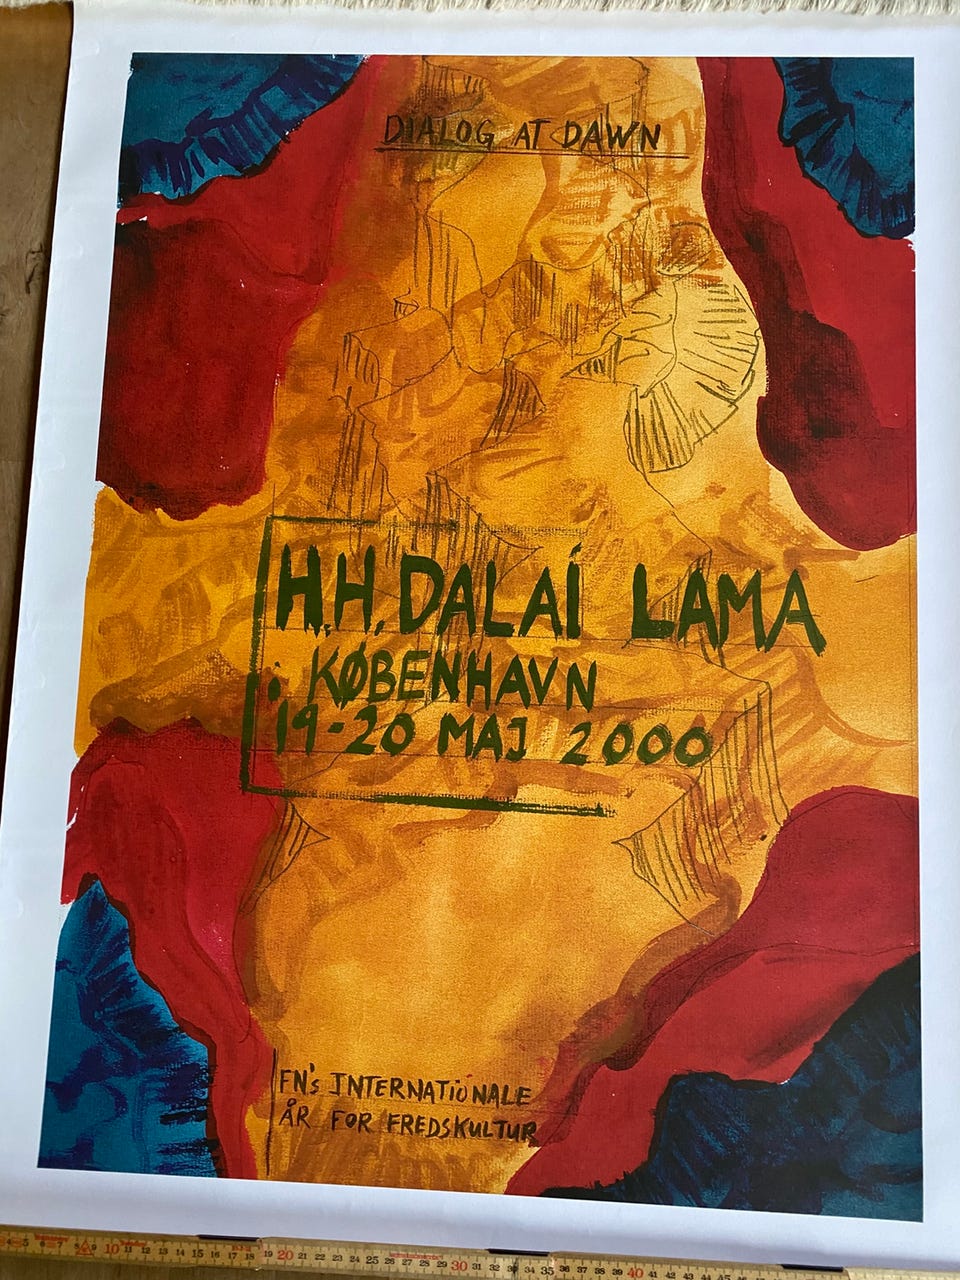 DIALOG AT DAWN
H.H. DALAI LAMA
i KØBENHAVN
19-20 MAJ 2000
FN's INTERNATIONALE
ÅR FOR FREDSKULTUR